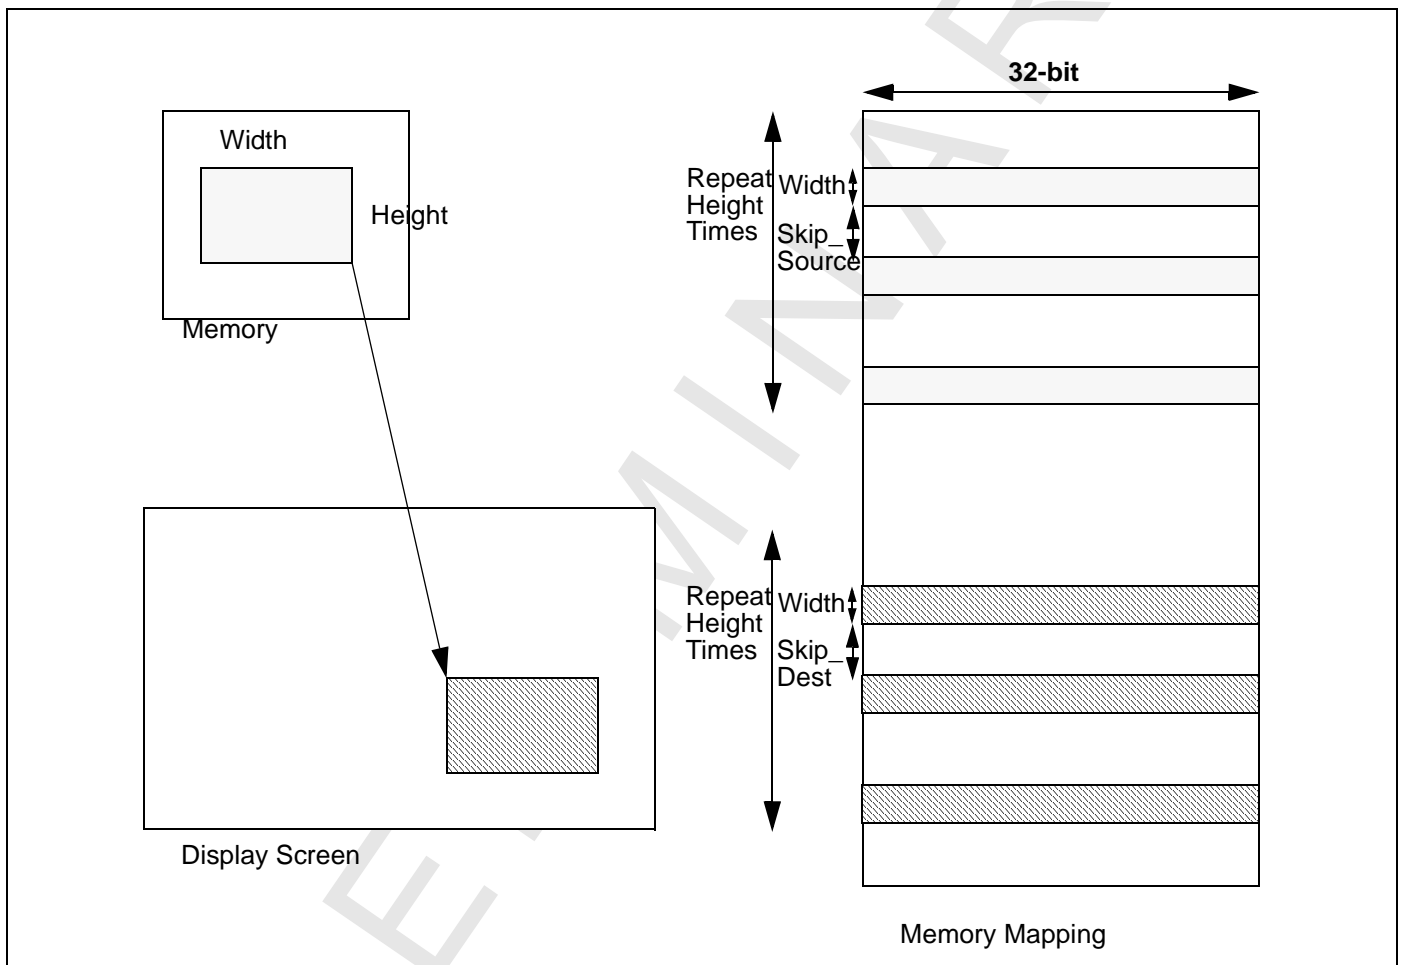 32-bit
Width
Height
Memory
Repeat
Height
Times
Width
Skip_
Source
Repeat
Height
Times
Width
Skip_
Dest
Display Screen
Memory Mapping
E
M I N A R